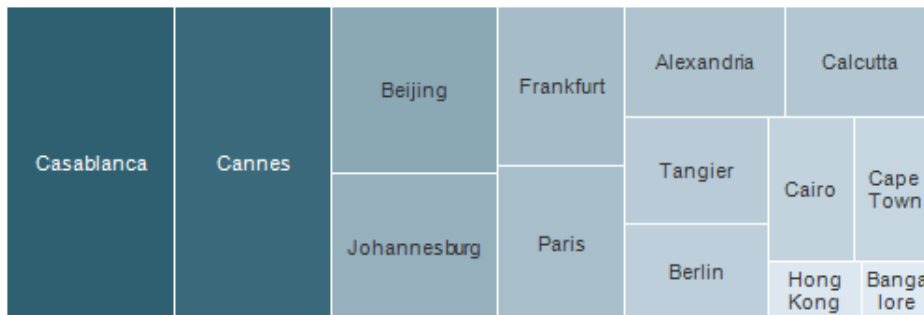 Casablanca
Cannes
Beijing
Johannesburg
Frankfurt
Paris
Alexandria
Calcutta
Tangier
Berlin
Cairo
Cape
Town
Hong
Kong
Banga
lore